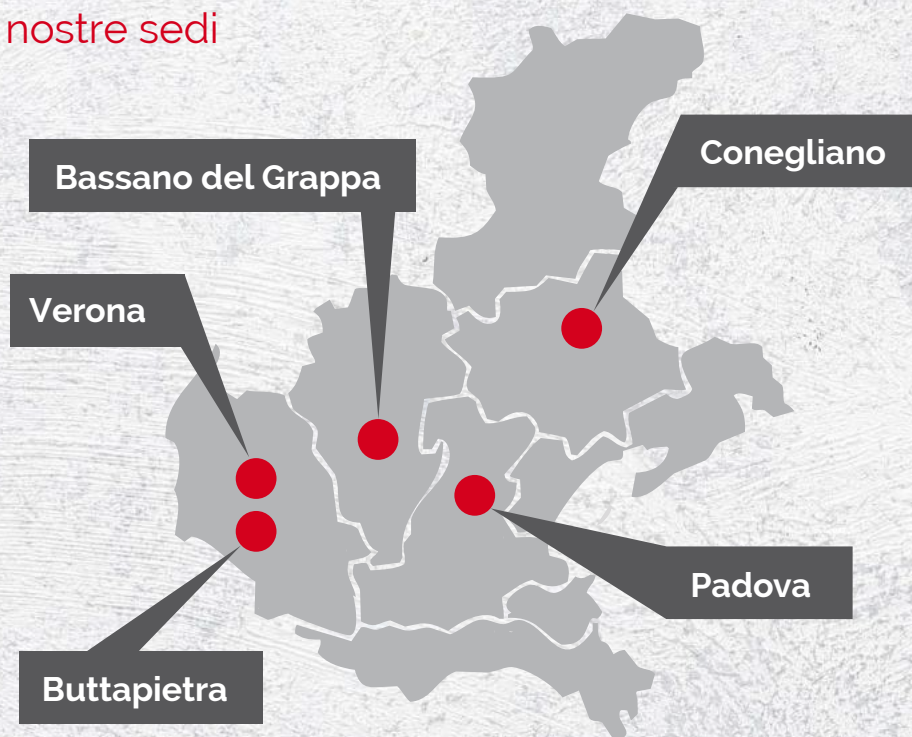 nostre sedi
Bassano del Grappa
Conegliano
Verona
Padova
Buttapietra